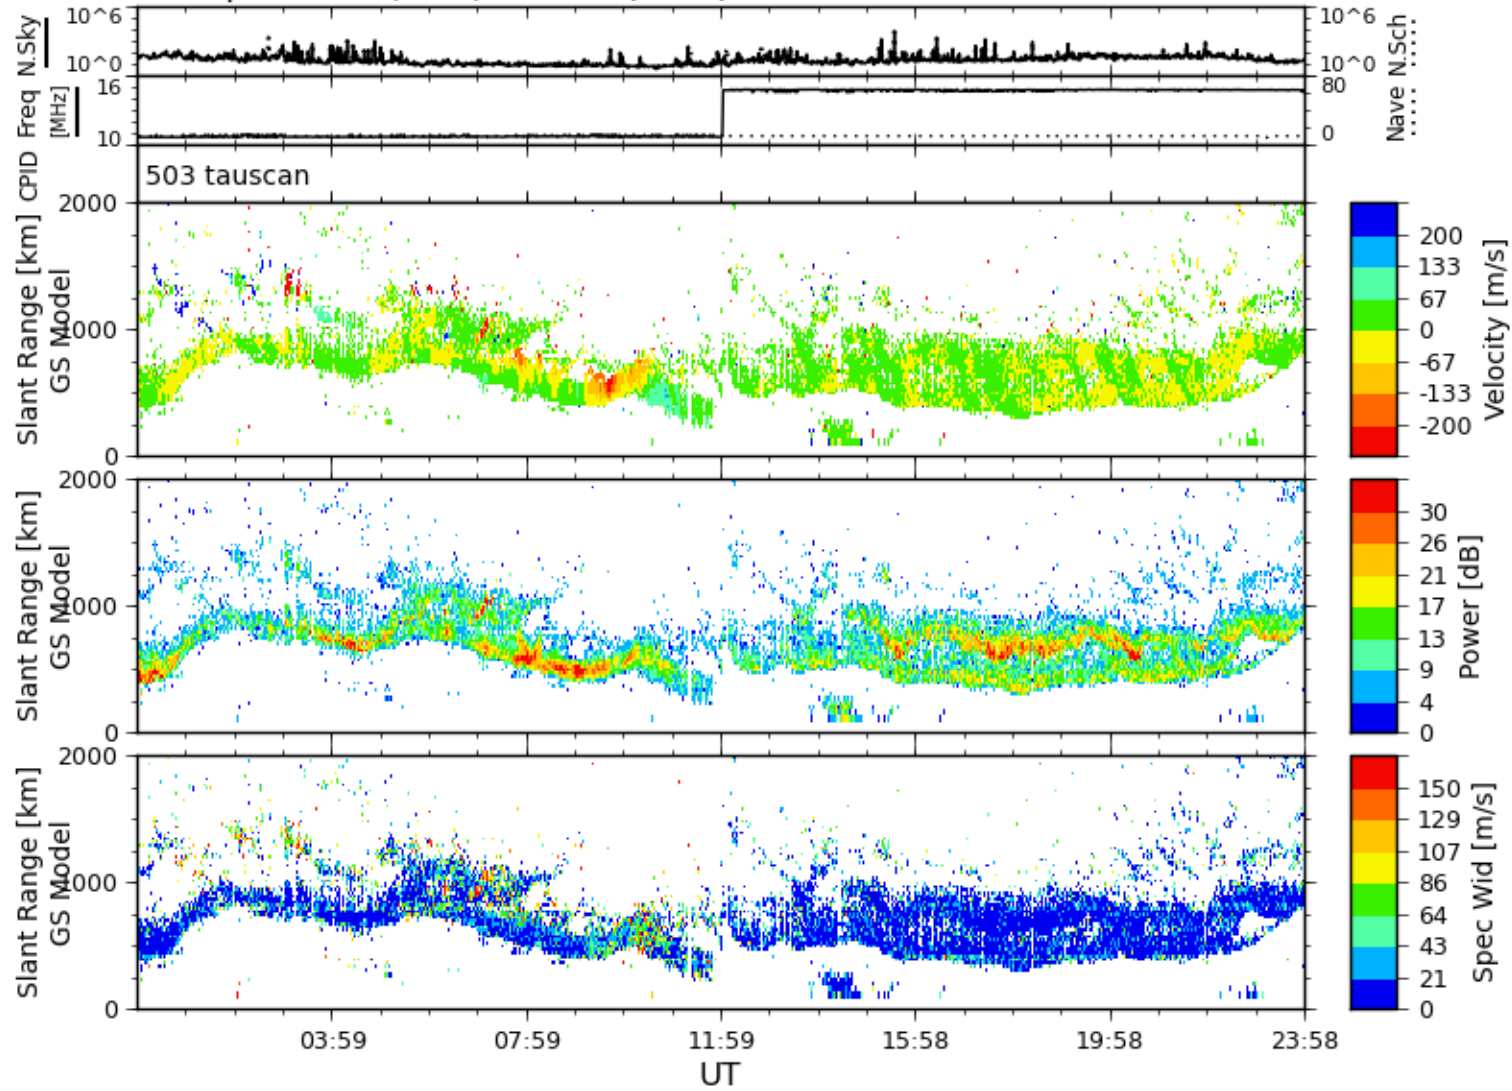 N.Sky
10^6
10^0
10^6
10^0
N.Sch
Freq
[MHz]
16
10
80
0
Nave
CPID
503 tauscan
Slant Range [km]
GS Model
2000
1000
0
200
133
67
0
-67
-133
-200
Velocity [m/s]
Slant Range [km]
GS Model
2000
1000
0
30
26
21
17
13
9
4
0
Power [dB]
Slant Range [km]
GS Model
2000
1000
0
150
129
107
86
64
43
21
0
Spec Wid [m/s]
03:59 07:59 11:59 15:58 19:58 23:58
UT